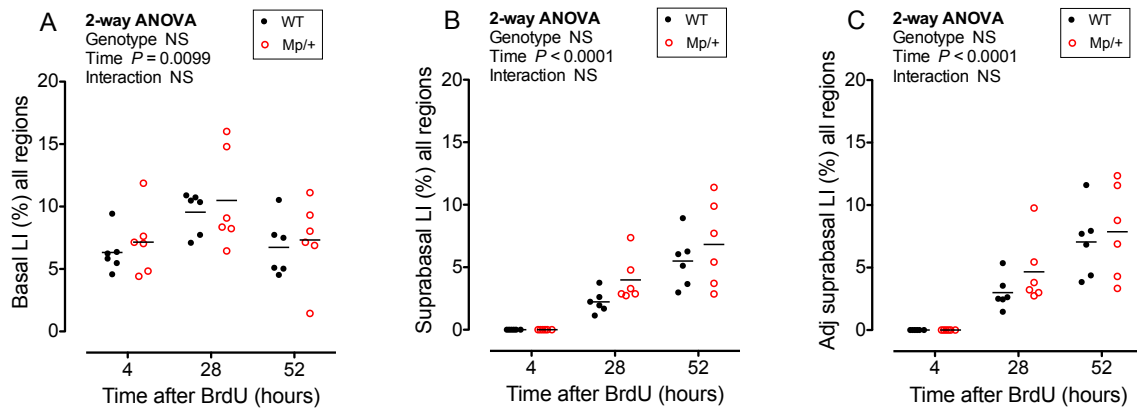 A
2-way ANOVA
Genotype NS
Time P = 0.0099
Interaction NS
WT
Mp/+
Basal LI (%) all regions
20
15
10
5
0
4 28 52
Time after BrdU (hours)
B
2-way ANOVA
Genotype NS
Time P < 0.0001
Interaction NS
WT
Mp/+
Suprabasal LI (%) all regions
20
15
10
5
0
4 28 52
Time after BrdU (hours)
C
2-way ANOVA
Genotype NS
Time P < 0.0001
Interaction NS
WT
Mp/+
Adj suprabasal LI (%) all regions
20
15
10
5
0
4 28 52
Time after BrdU (hours)